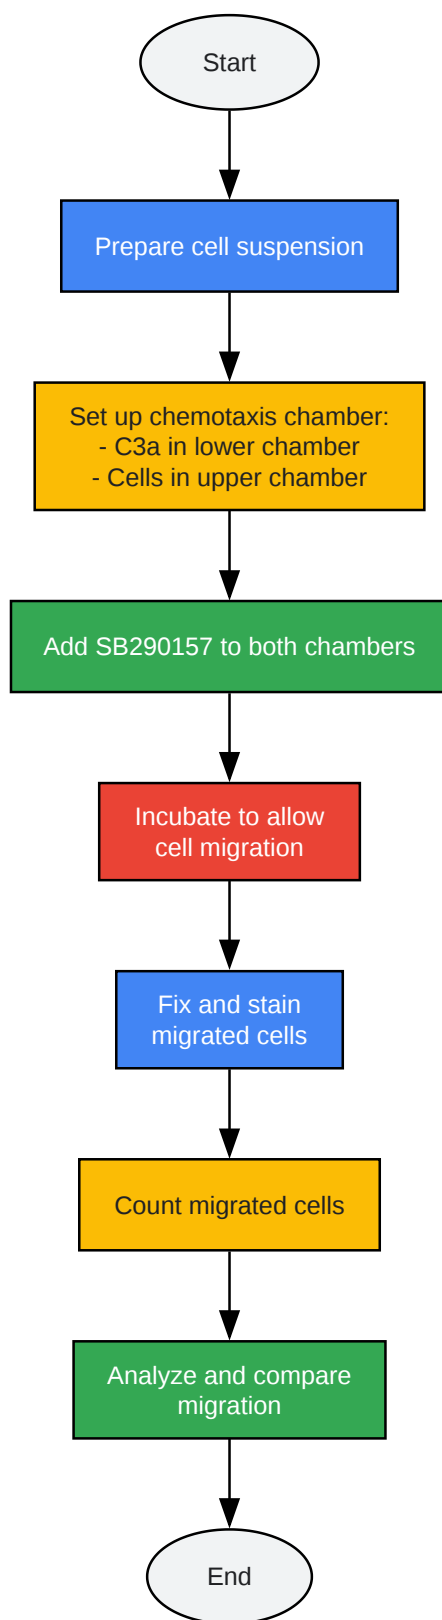 Start
Prepare cell suspension
Set up chemotaxis chamber:
- C3a in lower chamber
- Cells in upper chamber
Add SB290157 to both chambers
Incubate to allow
cell migration
Fix and stain
migrated cells
Count migrated cells
Analyze and compare
migration
End